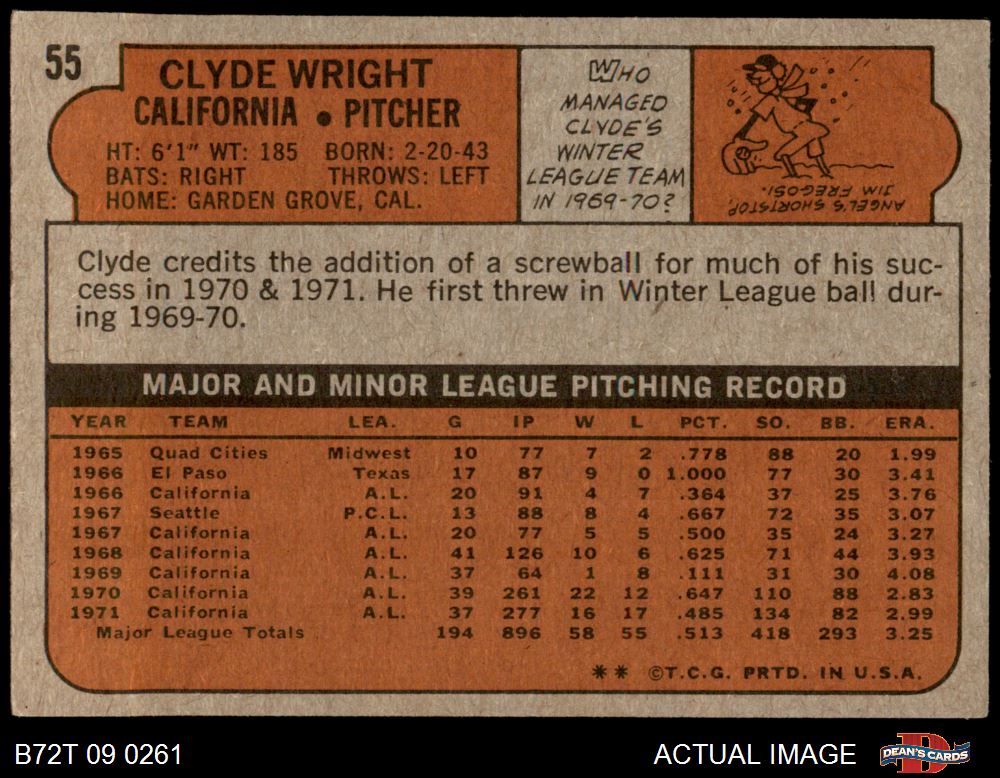 55
CLYDE WRIGHT
CALIFORNIA • PITCHER
HT: 6'1" WT: 185 BORN: 2-20-43
BATS: RIGHT THROWS: LEFT
HOME: GARDEN GROVE, CAL.
WHO
MANAGED
CLYDE'S
WINTER
LEAGUE TEAM
IN 1969-70?
ANGEL'S SHORTSTOP,
JIM FREGOSI.
Clyde credits the addition of a screwball for much of his suc-
cess in 1970 & 1971. He first threw in Winter League ball dur-
ing 1969-70.
MAJOR AND MINOR LEAGUE PITCHING RECORD
YEAR TEAM LEA. G IP W L PCT. SO. BB. ERA.
1965 Quad Cities Midwest 10 77 7 2 .778 88 20 1.99
1966 El Paso Texas 17 87 9 0 1.000 77 30 3.41
1966 California A.L. 20 91 4 7 .364 37 25 3.76
1967 Seattle P.C.L. 13 88 8 4 .667 72 35 3.07
1967 California A.L. 20 77 5 5 .500 35 24 3.27
1968 California A.L. 41 126 10 6 .625 71 44 3.93
1969 California A.L. 37 64 1 8 .111 31 30 4.08
1970 California A.L. 39 261 22 12 .647 110 88 2.83
1971 California A.L. 37 277 16 17 .485 134 82 2.99
Major League Totals 194 896 58 55 .513 418 293 3.25
** ©T.C.G. PRTD. IN U.S.A.
B72T 09 0261 ACTUAL IMAGE DEAN'S CARDS